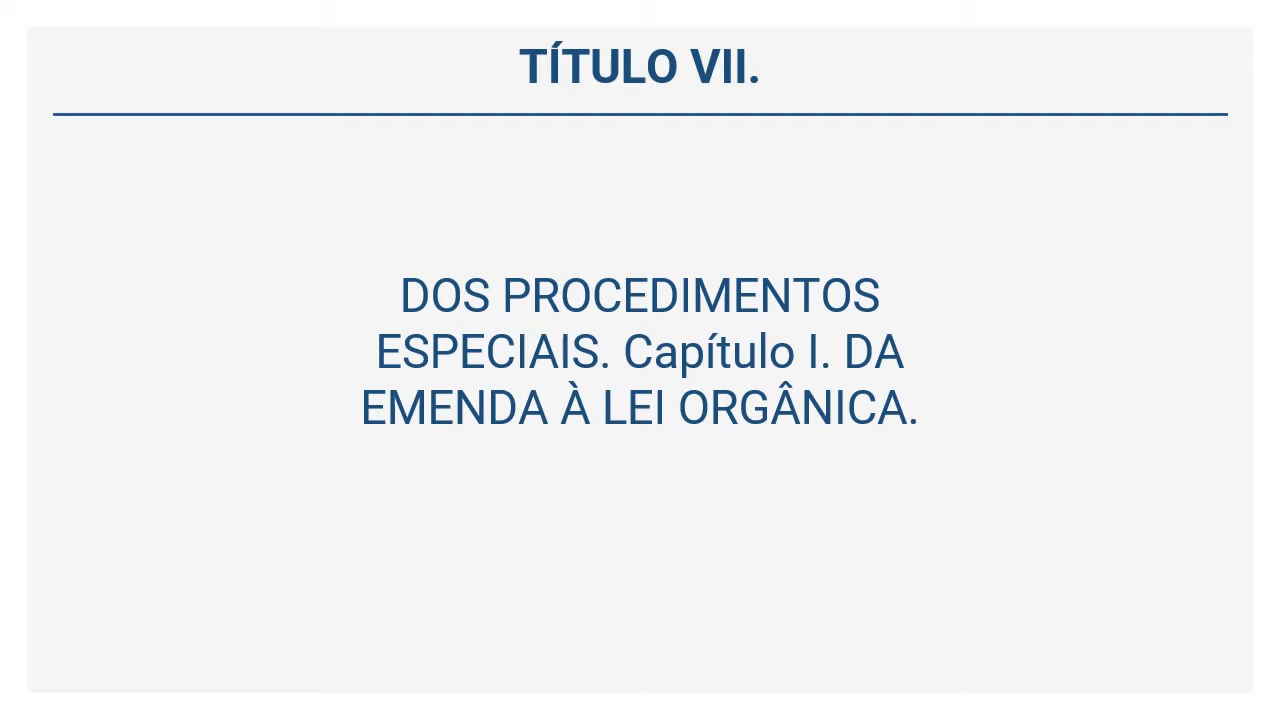 TÍTULO VII.
DOS PROCEDIMENTOS
ESPECIAIS. Capítulo I. DA
EMENDA À LEI ORGÂNICA.